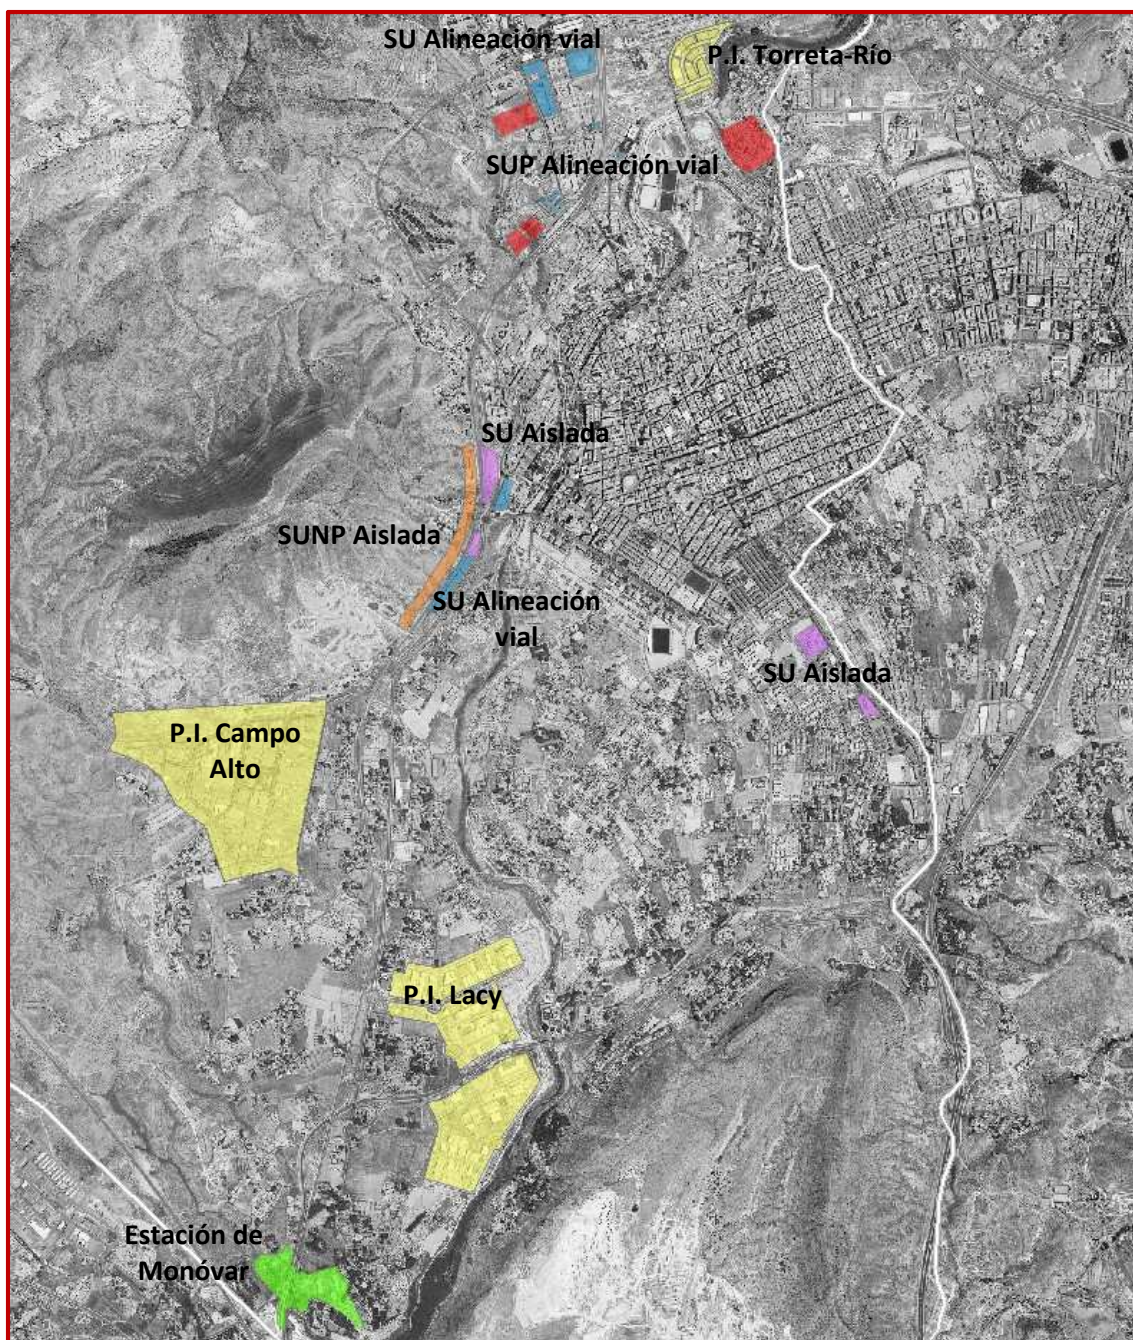 SU Alineación vial
P.I. Torreta-Río
SUP Alineación vial
SU Aislada
SUNP Aislada
SU Alineación
vial
SU Aislada
P.I. Campo
Alto
P.I. Lacy
Estación de
Monóvar